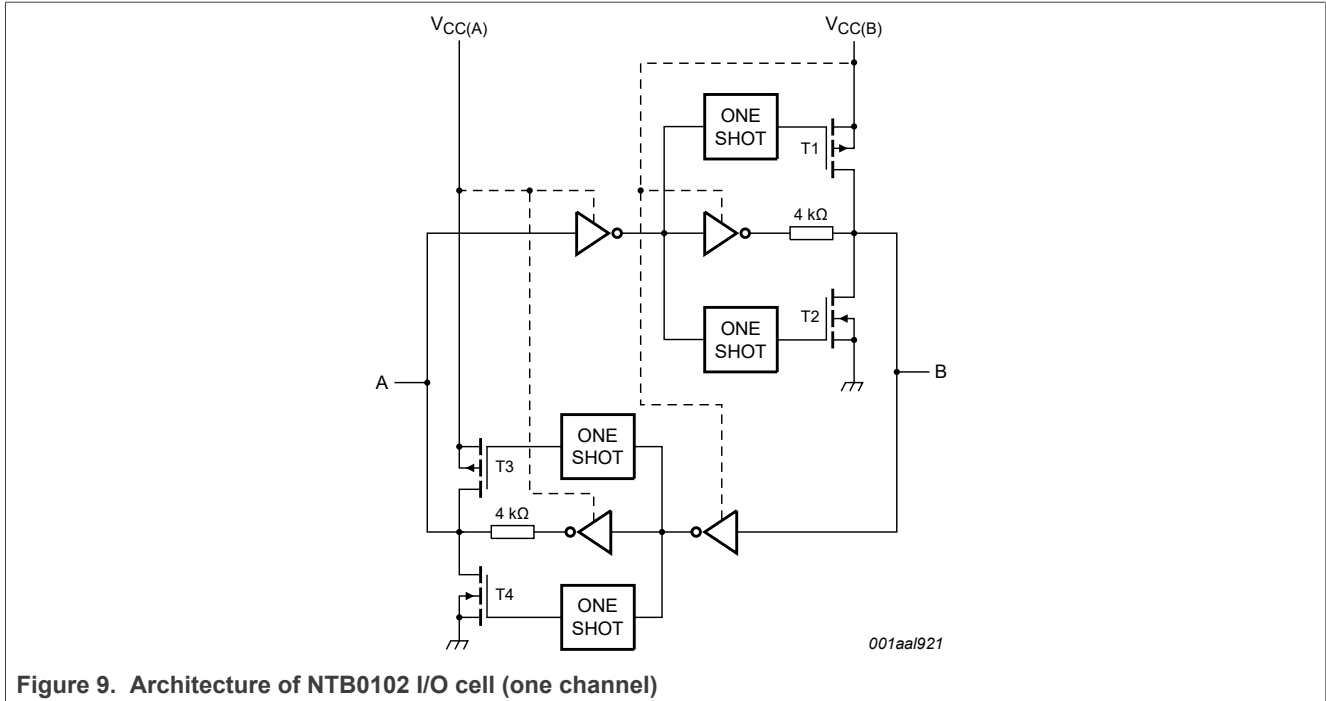 VCC(A)
VCC(B)
ONE
SHOT
T1
4 kΩ
ONE
SHOT
T2
A
B
ONE
SHOT
T3
4 kΩ
T4
ONE
SHOT
001aal921
Figure 9. Architecture of NTB0102 I/O cell (one channel)